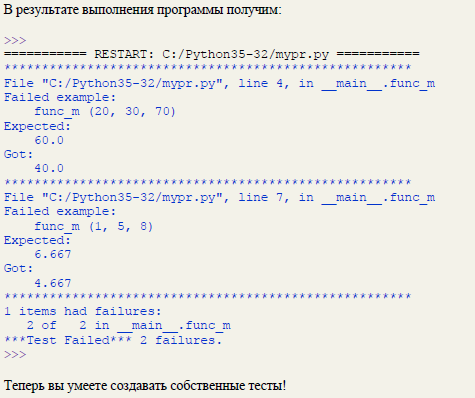 В результате выполнения программы получим:
>>>
=========== RESTART: C:/Python35-32/mypr.py ===========
*******************************************************
File "C:/Python35-32/mypr.py", line 4, in __main__.func_m
Failed example:
    func_m (20, 30, 70)
Expected:
    60.0
Got:
    40.0
*******************************************************
File "C:/Python35-32/mypr.py", line 7, in __main__.func_m
Failed example:
    func_m (1, 5, 8)
Expected:
    6.667
Got:
    4.667
*******************************************************
1 items had failures:
   2 of   2 in __main__.func_m
***Test Failed*** 2 failures.
>>>
Теперь вы умеете создавать собственные тесты!